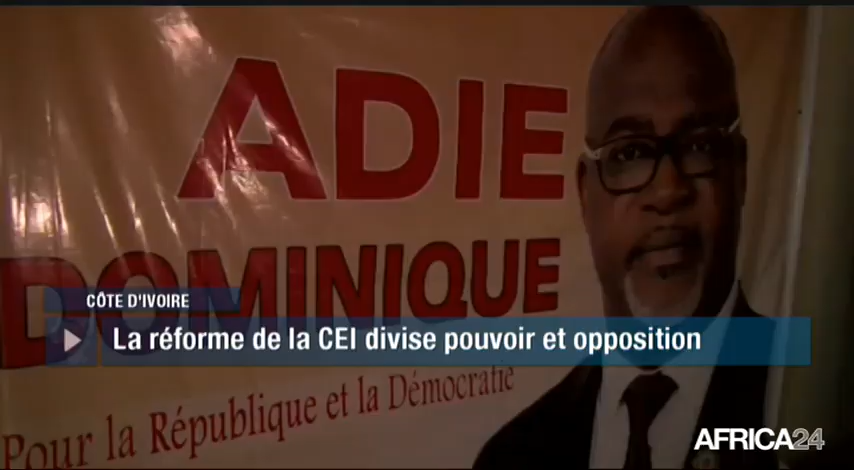 ADIE
DOMINIQUE
CÔTE D'IVOIRE
La réforme de la CEI divise pouvoir et opposition
Pour la République et la Démocratie
AFRICA24